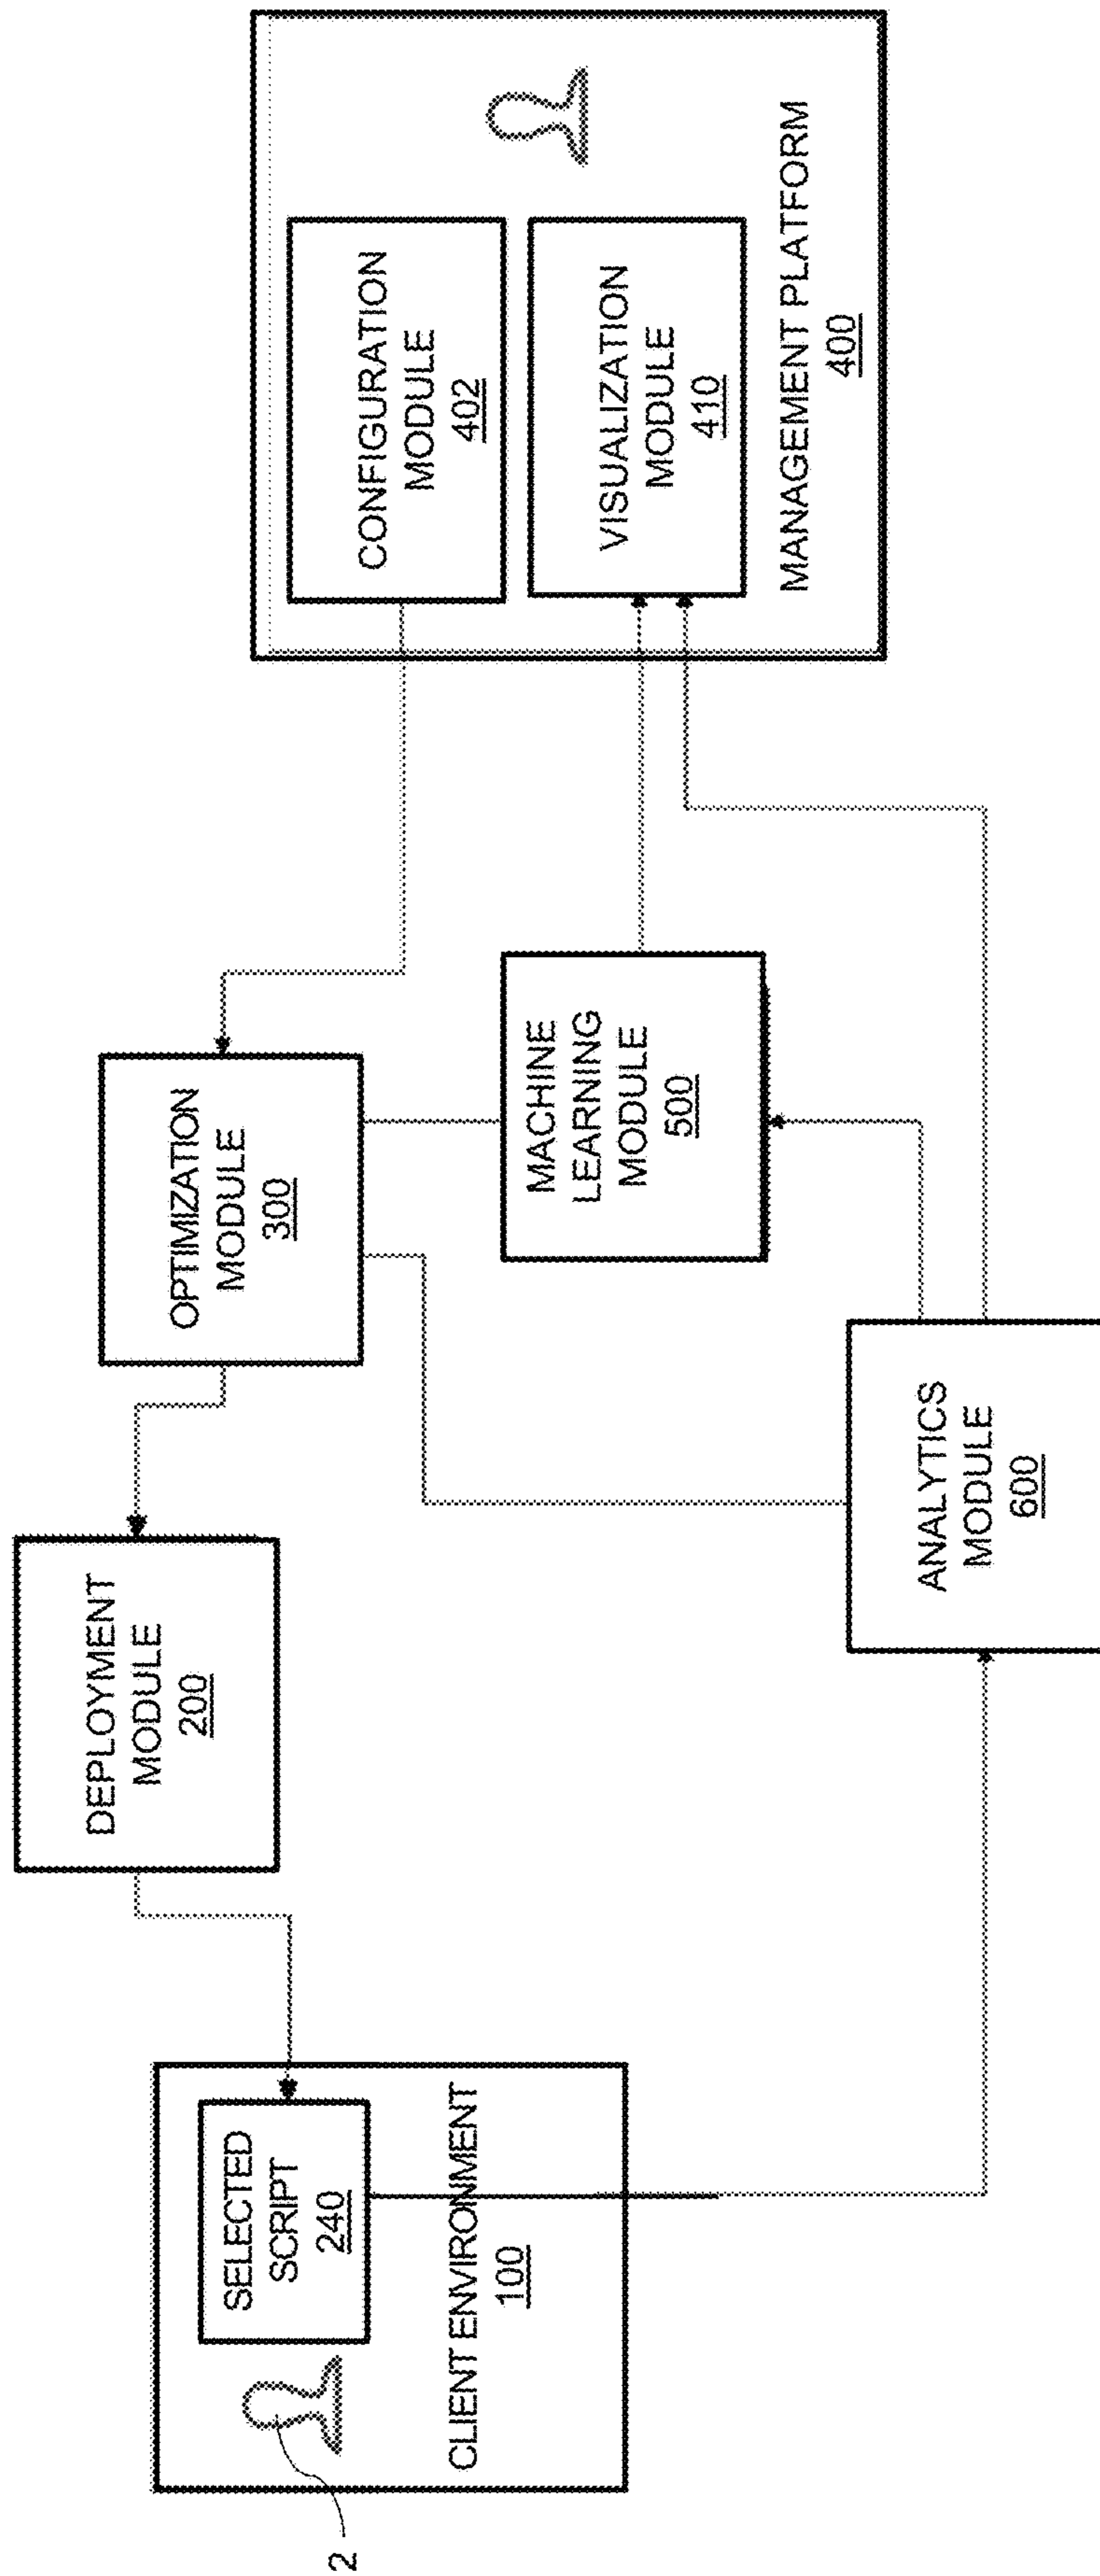 2
SELECTED
SCRIPT
240
CLIENT ENVIRONMENT
100
DEPLOYMENT
MODULE
200
OPTIMIZATION
MODULE
300
MACHINE
LEARNING
MODULE
500
ANALYTICS
MODULE
600
CONFIGURATION
MODULE
402
VISUALIZATION
MODULE
410
MANAGEMENT PLATFORM
400